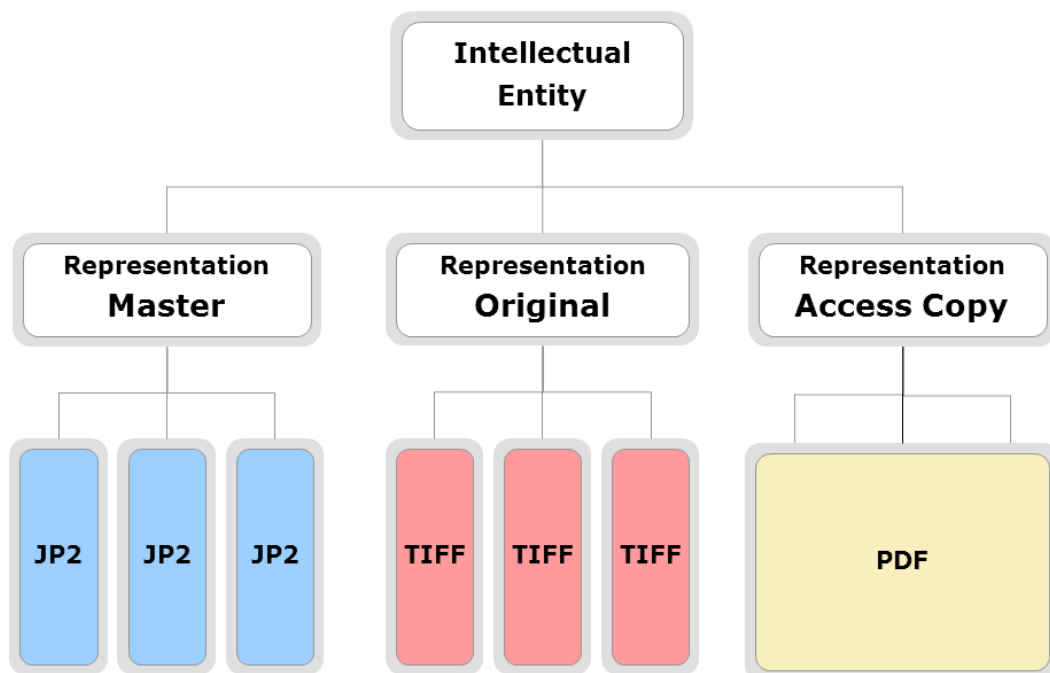 Intellectual
Entity
Representation
Master
Representation
Original
Representation
Access Copy
JP2
JP2
JP2
TIFF
TIFF
TIFF
PDF